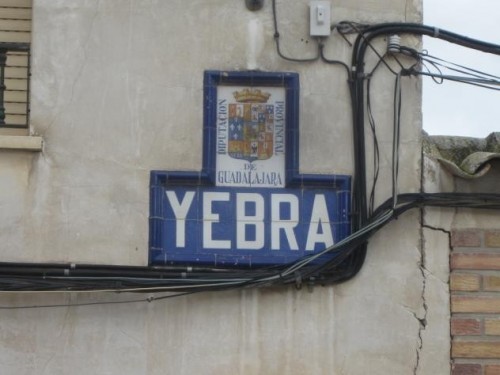 DIPUTACION PROVINCIAL
DE
GUADALAJARA
YEBRA